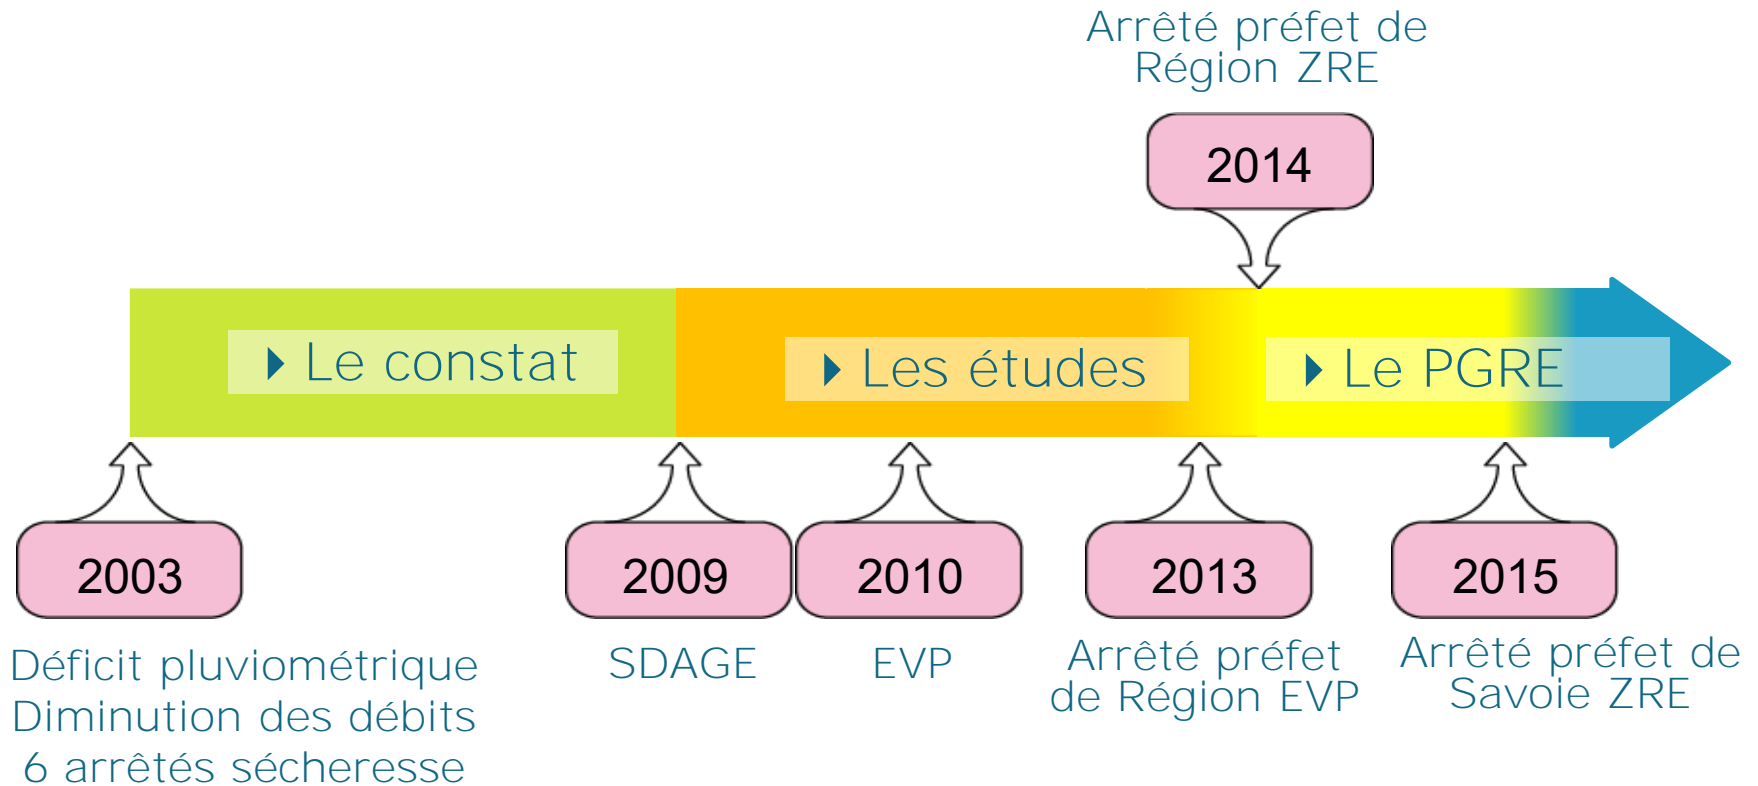 Arrêté préfet de
Région ZRE
2014
Le constat
Les études
Le PGRE
2003
2009
2010
2013
2015
Déficit pluviométrique
Diminution des débits
6 arrêtés sécheresse
SDAGE
EVP
Arrêté préfet
de Région EVP
Arrêté préfet de
Savoie ZRE